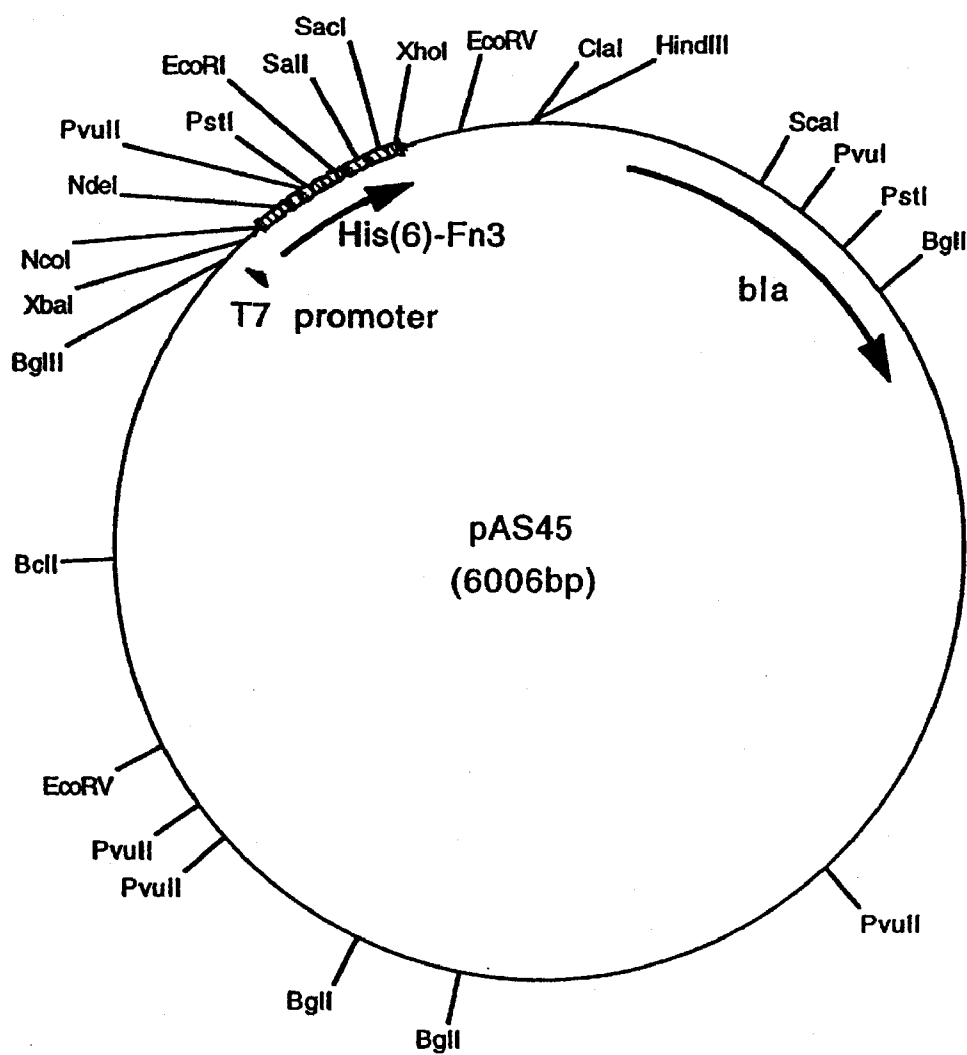 SacI
EcoRI
SalI
XhoI
EcoRV
ClaI
HindIII
PvuII
PstI
NdeI
NcoI
XbaI
BglII
ScaI
PvuI
PstI
BglI
His(6)-Fn3
T7 promoter
bla
pAS45
(6006bp)
BclI
EcoRV
PvuII
PvuII
PvuII
BglI
BglI